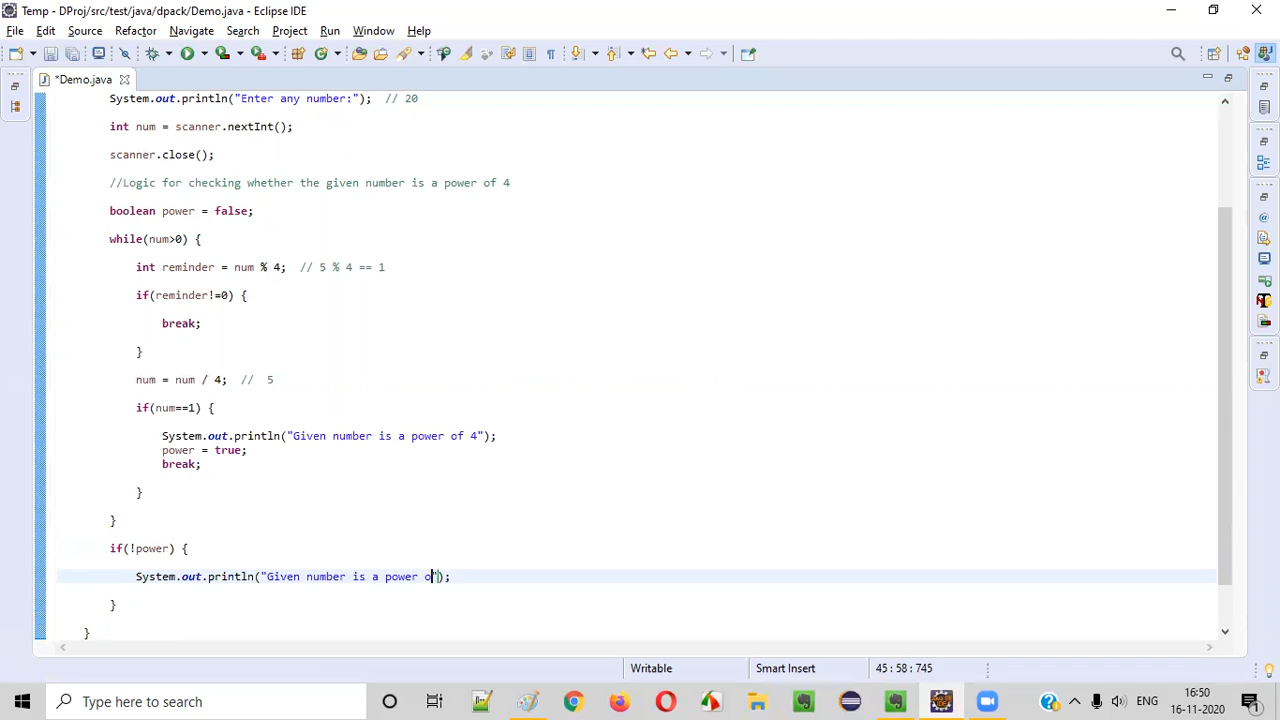 Temp - DProj/src/test/java/dpack/Demo.java - Eclipse IDE
File Edit Source Refactor Navigate Search Project Run Window Help
*Demo.java
System.out.println("Enter any number:");  // 20
int num = scanner.nextInt();
scanner.close();
//Logic for checking whether the given number is a power of 4
boolean power = false;
while(num>0) {
int reminder = num % 4;  // 5 % 4 == 1
if(reminder!=0) {
break;
}
num = num / 4;  //  5
if(num==1) {
System.out.println("Given number is a power of 4");
power = true;
break;
}
}
if(!power) {
System.out.println("Given number is a power o");
}
}
Writable Smart Insert 45 : 58 : 745
Type here to search
ENG
16:50
16-11-2020